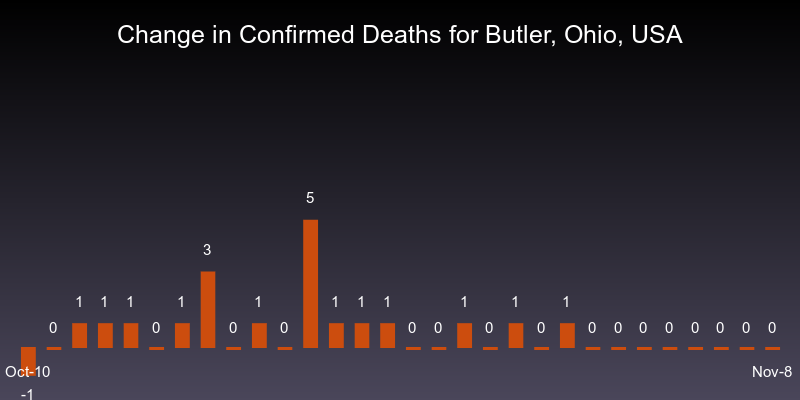 Change in Confirmed Deaths for Butler, Ohio, USA
5
3
1 1 1 1 1 1 1 1 1 1 1
0 0 0 0 0 0 0 0 0 0 0 0 0 0 0 0
Oct-10 Nov-8
-1